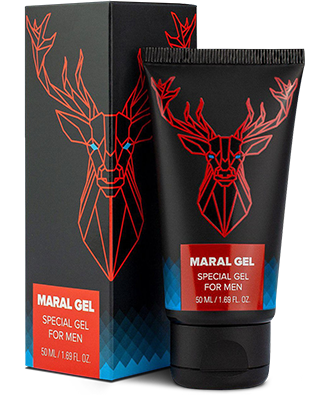 MARAL GEL
SPECIAL GEL
FOR MEN
50 ML / 1.69 FL. OZ.
MARAL GEL
SPECIAL GEL
FOR MEN
50 ML / 1.69 FL. OZ.